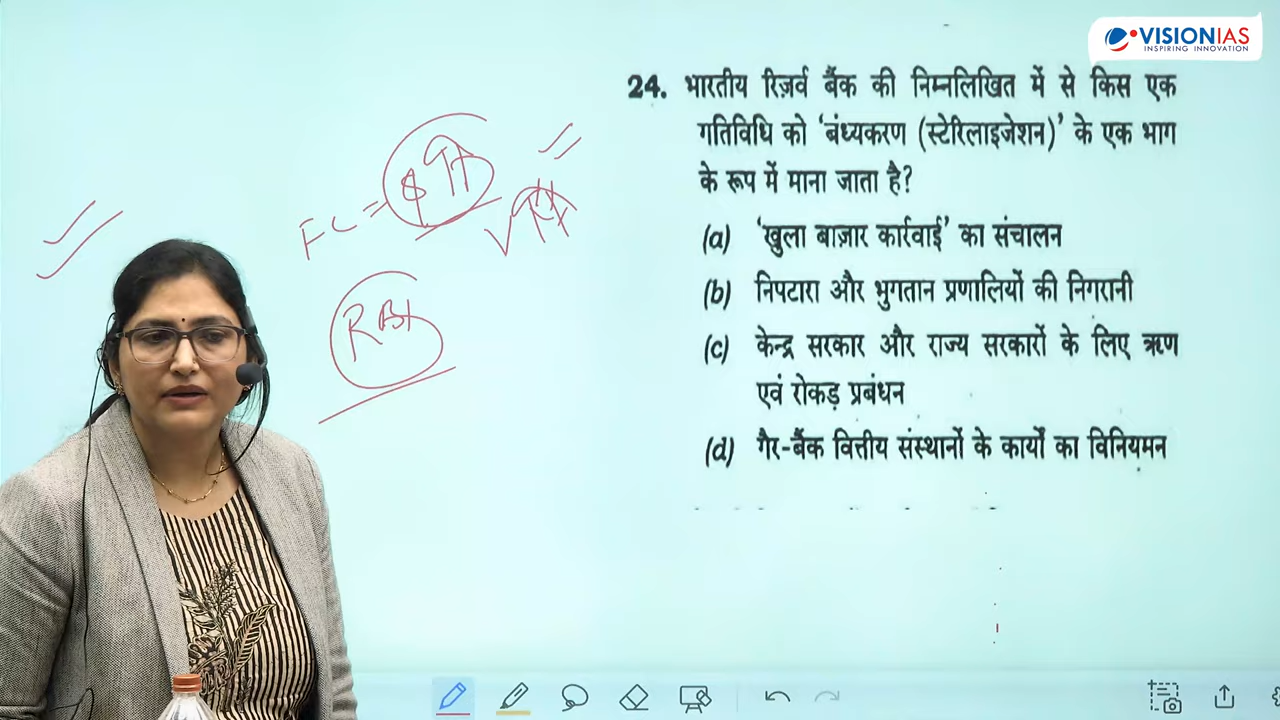 VISIONIAS
INSPIRING INNOVATION
24. भारतीय रिज़र्व बैंक की निम्नलिखित में से किस एक
गतिविधि को ‘बंध्यकरण (स्टेरिलाइजेशन)’ के एक भाग
के रूप में माना जाता है?
(a) ‘खुला बाज़ार कार्रवाई’ का संचालन
(b) निपटारा और भुगतान प्रणालियों की निगरानी
(c) केन्द्र सरकार और राज्य सरकारों के लिए ऋण
एवं रोकड़ प्रबंधन
(d) गैर-बैंक वित्तीय संस्थानों के कार्यों का विनियमन
FC =
RBI